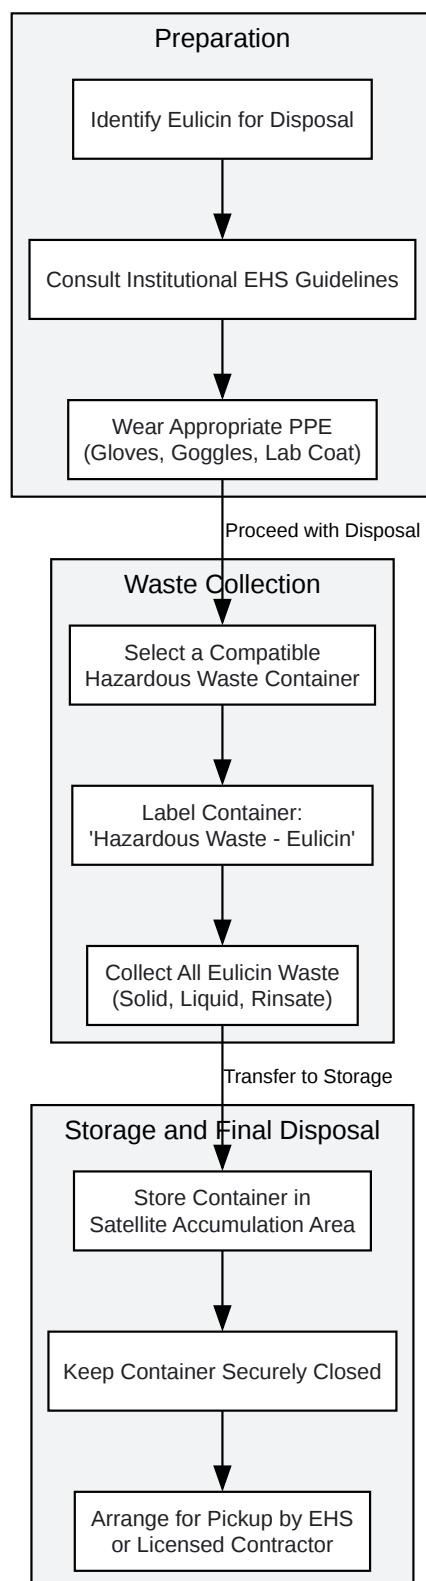 Preparation
Identify Eulicin for Disposal
Consult Institutional EHS Guidelines
Wear Appropriate PPE
(Gloves, Goggles, Lab Coat)
Proceed with Disposal
Waste Collection
Select a Compatible
Hazardous Waste Container
Label Container:
'Hazardous Waste - Eulicin'
Collect All Eulicin Waste
(Solid, Liquid, Rinsate)
Transfer to Storage
Storage and Final Disposal
Store Container in
Satellite Accumulation Area
Keep Container Securely Closed
Arrange for Pickup by EHS
or Licensed Contractor